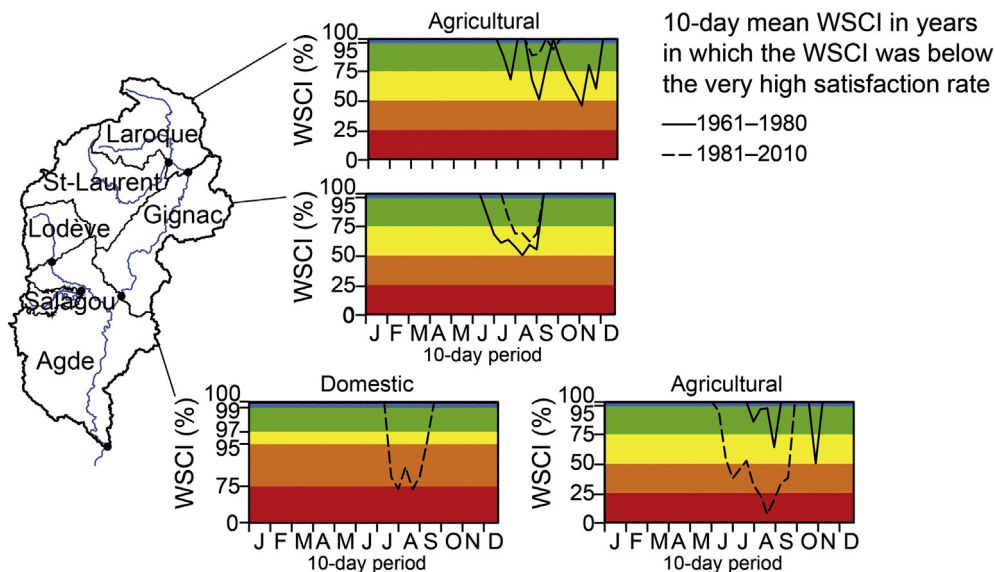 Agricultural
10-day mean WSCI in years
in which the WSCI was below
the very high satisfaction rate
1961–1980
1981–2010
WSCI (%)
100
95
75
50
25
0
Laroque
St-Laurent
Gignac
Lodève
Salagou
Agde
WSCI (%)
100
95
75
50
25
0
J F M A M J J A S O N D
10-day period
Domestic
WSCI (%)
100
99
97
95
75
0
J F M A M J J A S O N D
10-day period
Agricultural
WSCI (%)
100
95
75
50
25
0
J F M A M J J A S O N D
10-day period